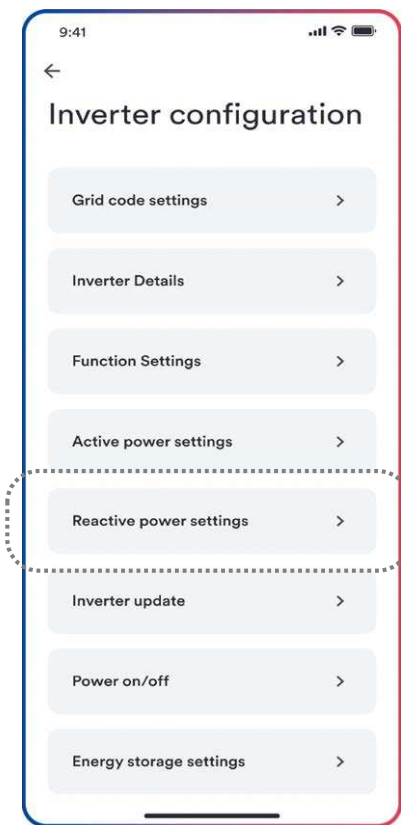 9:41
Inverter configuration
Grid code settings
Inverter Details
Function Settings
Active power settings
Reactive power settings
Inverter update
Power on/off
Energy storage settings